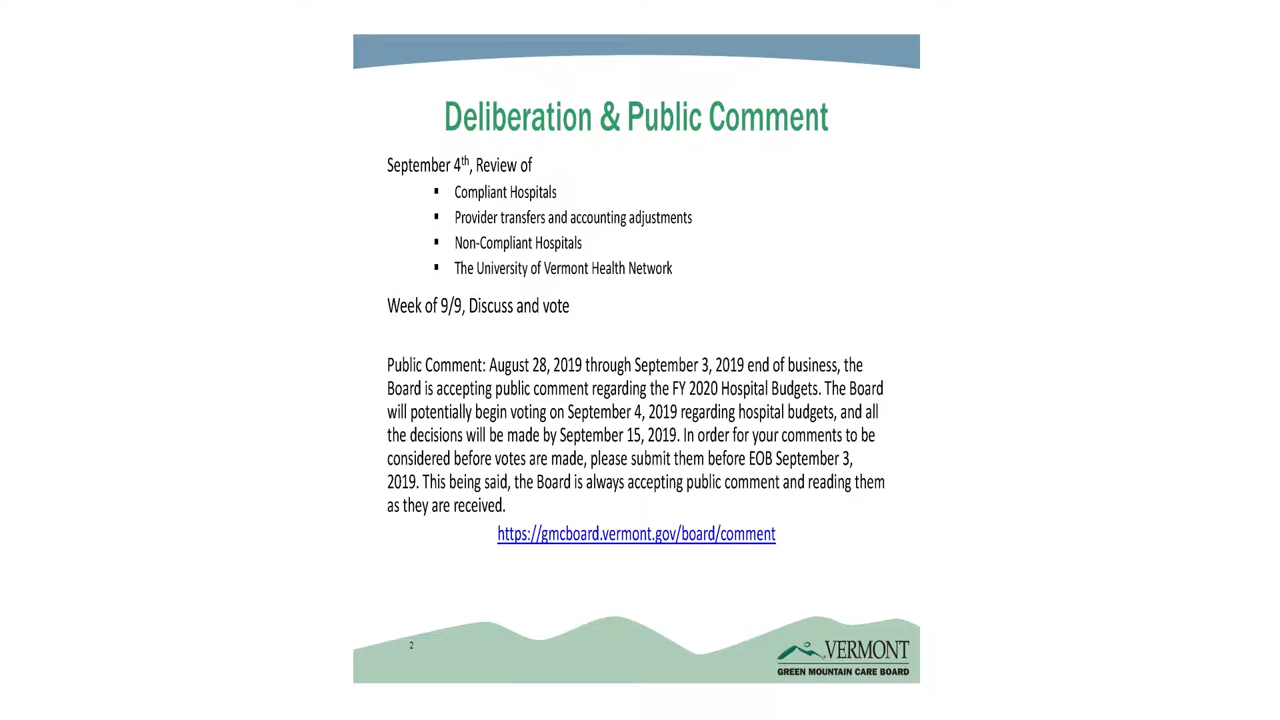 Deliberation & Public Comment
September 4th, Review of
▪ Compliant Hospitals
▪ Provider transfers and accounting adjustments
▪ Non-Compliant Hospitals
▪ The University of Vermont Health Network
Week of 9/9, Discuss and vote
Public Comment: August 28, 2019 through September 3, 2019 end of business, the
Board is accepting public comment regarding the FY 2020 Hospital Budgets. The Board
will potentially begin voting on September 4, 2019 regarding hospital budgets, and all
the decisions will be made by September 15, 2019. In order for your comments to be
considered before votes are made, please submit them before EOB September 3,
2019. This being said, the Board is always accepting public comment and reading them
as they are received.
https://gmcboard.vermont.gov/board/comment
2
VERMONT
GREEN MOUNTAIN CARE BOARD